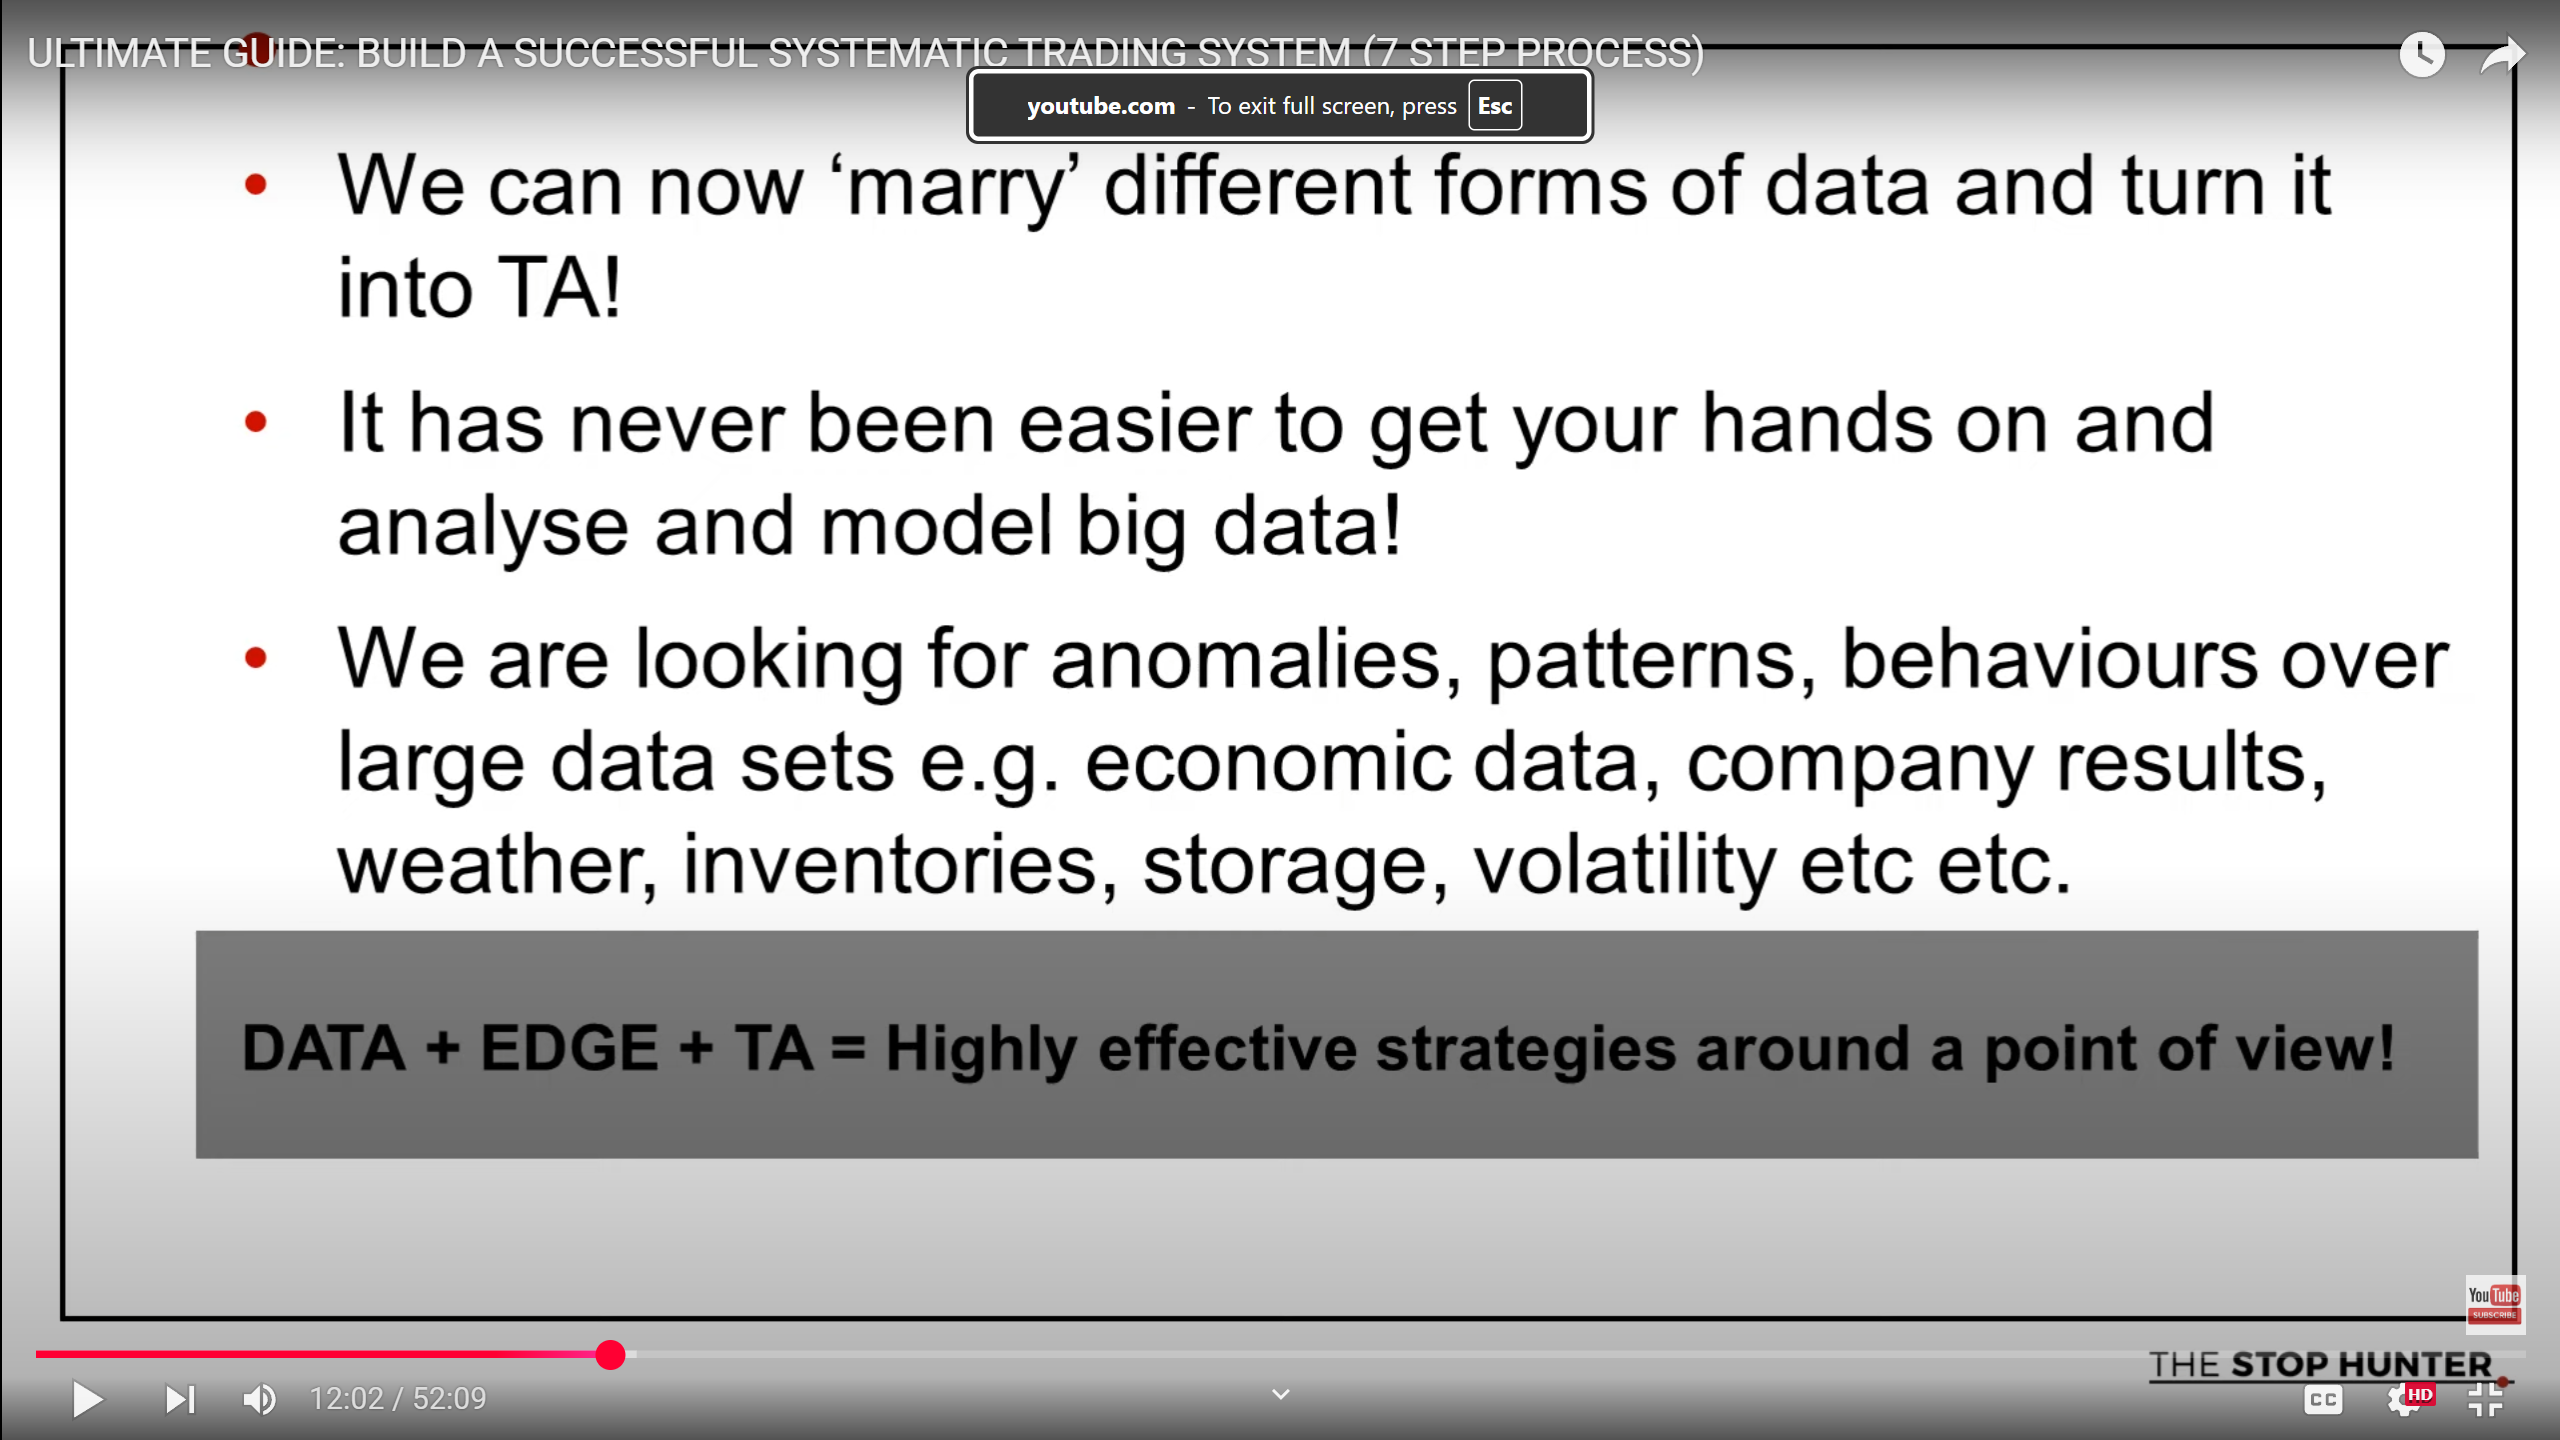 ULTIMATE GUIDE: BUILD A SUCCESSFUL SYSTEMATIC TRADING SYSTEM (7 STEP PROCESS)
youtube.com - To exit full screen, press Esc
• We can now ‘marry’ different forms of data and turn it
into TA!
• It has never been easier to get your hands on and
analyse and model big data!
• We are looking for anomalies, patterns, behaviours over
large data sets e.g. economic data, company results,
weather, inventories, storage, volatility etc etc.
DATA + EDGE + TA = Highly effective strategies around a point of view!
YouTube
SUBSCRIBE
THE STOP HUNTER
12:02 / 52:09
CC
HD